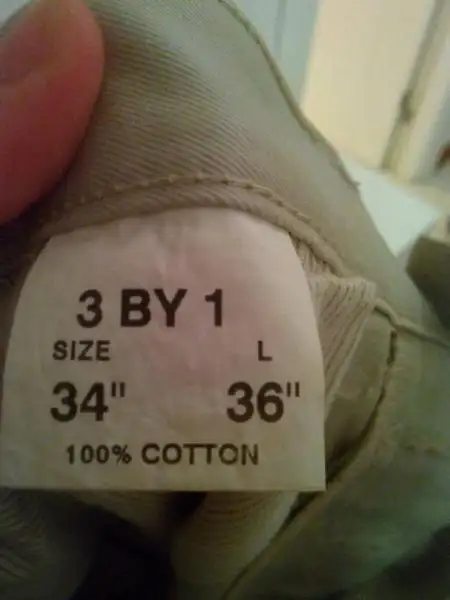 3 BY 1
SIZE L
34" 36"
100% COTTON